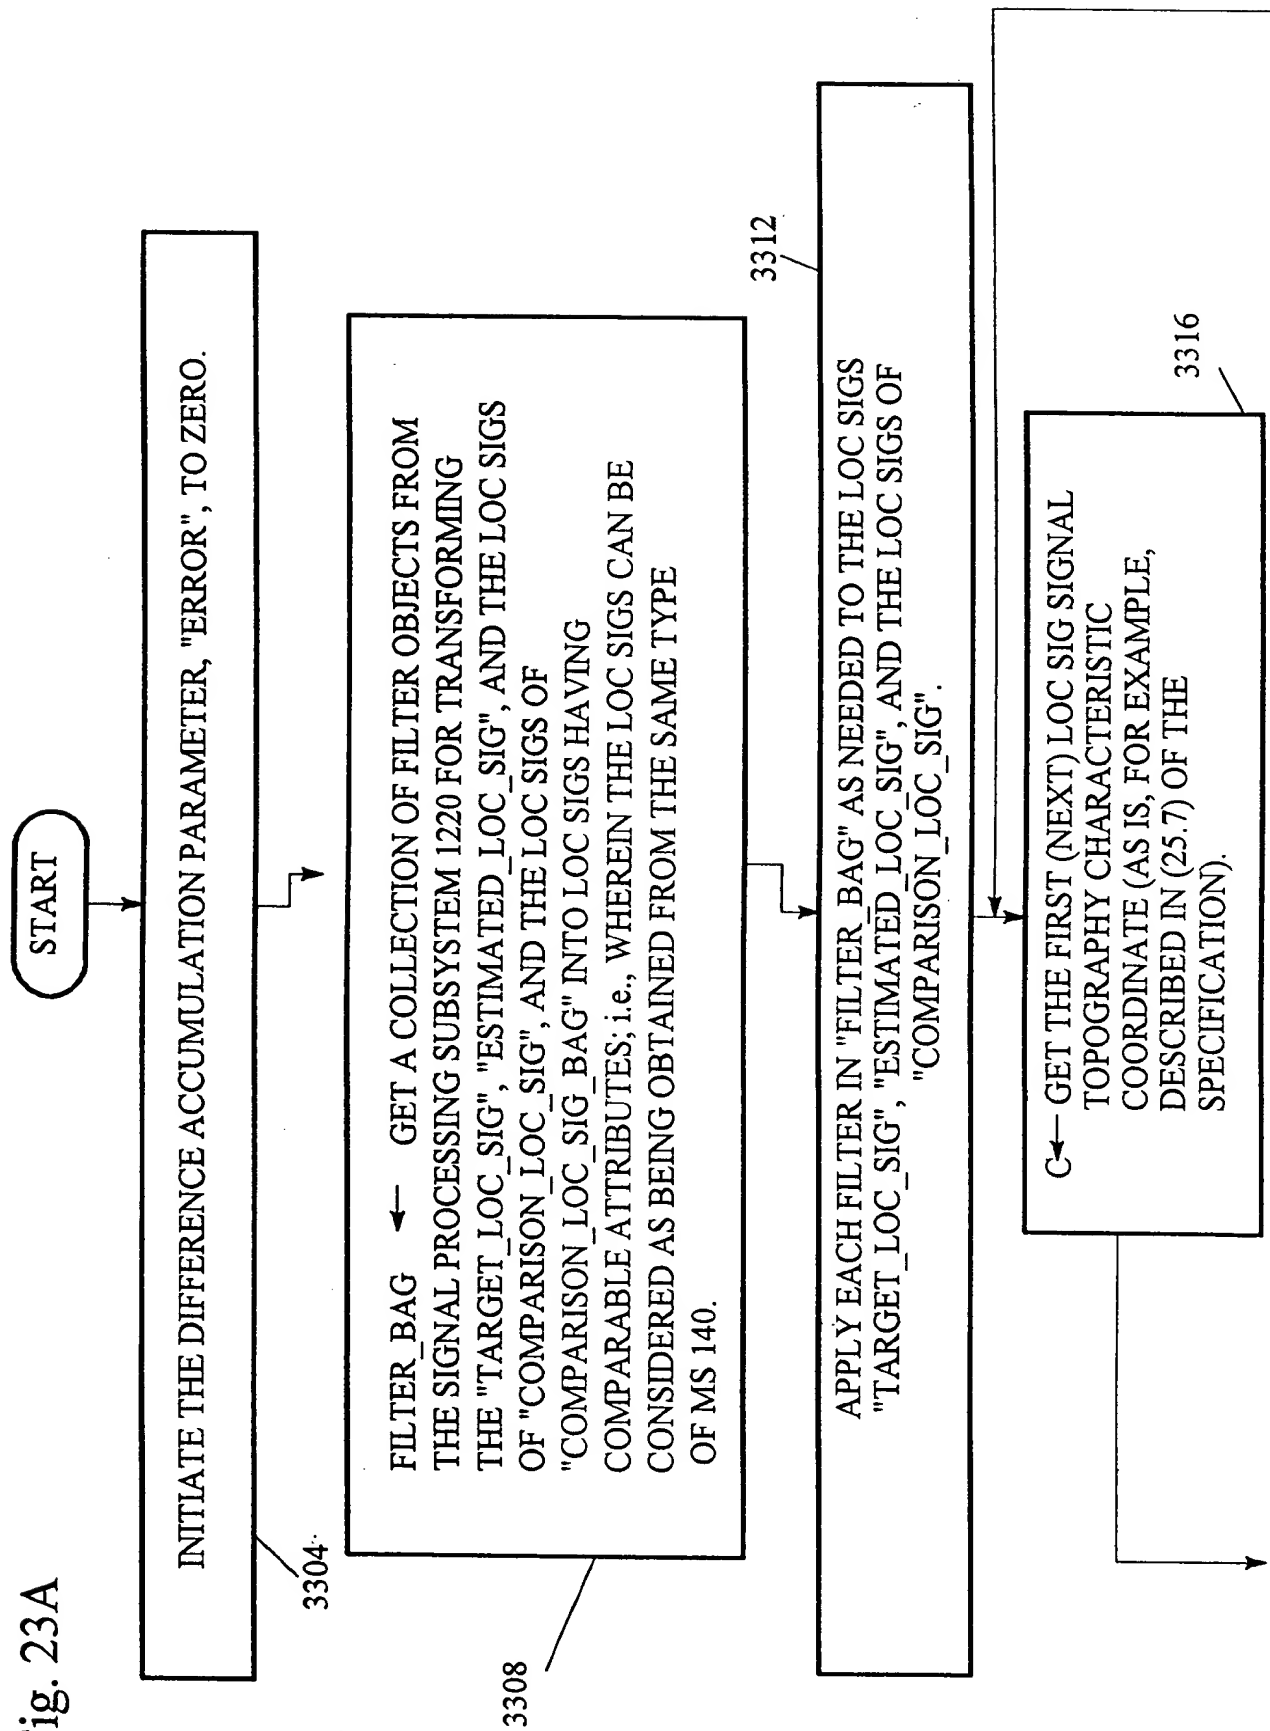 ig. 23A
START
INITIATE THE DIFFERENCE ACCUMULATION PARAMETER, "ERROR", TO ZERO.
3304
FILTER_BAG ← GET A COLLECTION OF FILTER OBJECTS FROM
THE SIGNAL PROCESSING SUBSYSTEM 1220 FOR TRANSFORMING
THE "TARGET_LOC_SIG", "ESTIMATED_LOC_SIG", AND THE LOC SIGS
OF "COMPARISON_LOC_SIG", AND THE LOC SIGS OF
"COMPARISON_LOC_SIG_BAG" INTO LOC SIGS HAVING
COMPARABLE ATTRIBUTES; i.e., WHEREIN THE LOC SIGS CAN BE
CONSIDERED AS BEING OBTAINED FROM THE SAME TYPE
OF MS 140.
3308
3312
APPLY EACH FILTER IN "FILTER_BAG" AS NEEDED TO THE LOC SIGS
"TARGET_LOC_SIG", "ESTIMATED_LOC_SIG", AND THE LOC SIGS OF
"COMPARISON_LOC_SIG".
3316
C ← GET THE FIRST (NEXT) LOC SIG SIGNAL
TOPOGRAPHY CHARACTERISTIC
COORDINATE (AS IS, FOR EXAMPLE,
DESCRIBED IN (25.7) OF THE
SPECIFICATION).